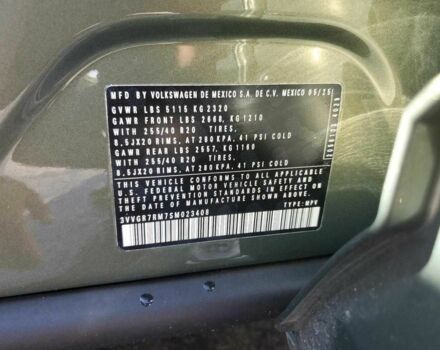 MFD BY VOLKSWAGEN DE MEXICO S.A. DE C.V. MEXICO 05/25
GVWR LBS 5115 KG 2320
GAWR FRONT LBS 2668, KG 1210
WITH 255/40 R20 TIRES,
8.5JX20 RIMS, AT 280 KPA, 41 PSI COLD
GAWR REAR LBS 2557, KG 1160
WITH 255/40 R20 TIRES,
8.5JX20 RIMS, AT 280 KPA, 41 PSI COLD
THIS VEHICLE CONFORMS TO ALL APPLICABLE
U.S. FEDERAL MOTOR VEHICLE SAFETY AND
THEFT PREVENTION STANDARDS IN EFFECT ON
THE DATE OF MANUFACTURE SHOWN ABOVE.
3VVGR7RM7SM023408
TYPE: MPV